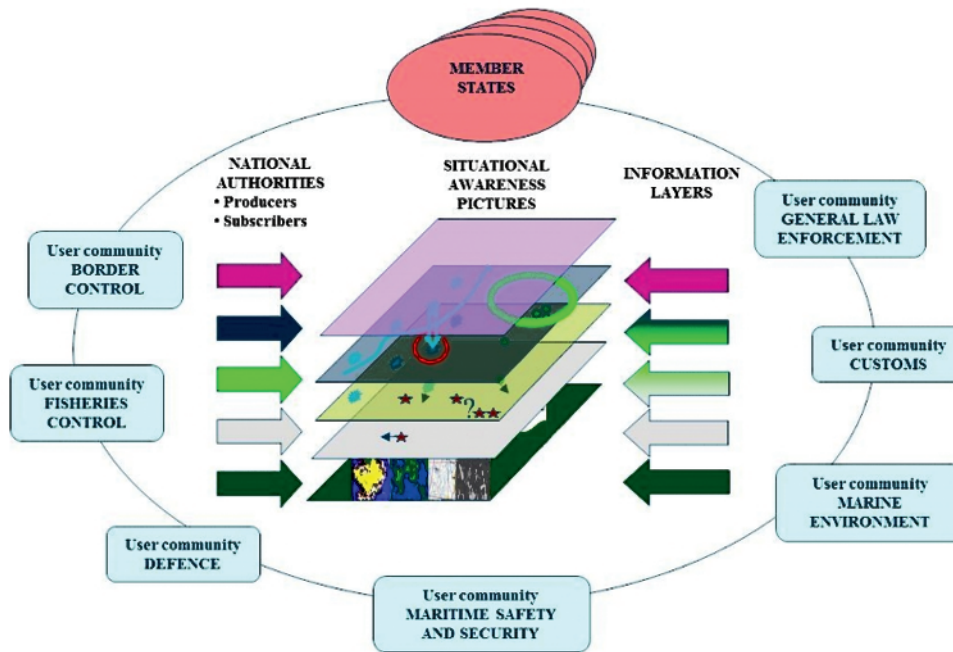 MEMBER
STATES
NATIONAL
AUTHORITIES
• Producers
• Subscribers
SITUATIONAL
AWARENESS
PICTURES
INFORMATION
LAYERS
User community
GENERAL LAW
ENFORCEMENT
User community
BORDER
CONTROL
User community
CUSTOMS
User community
FISHERIES
CONTROL
?
User community
MARINE
ENVIRONMENT
User community
DEFENCE
User community
MARITIME SAFETY
AND SECURITY